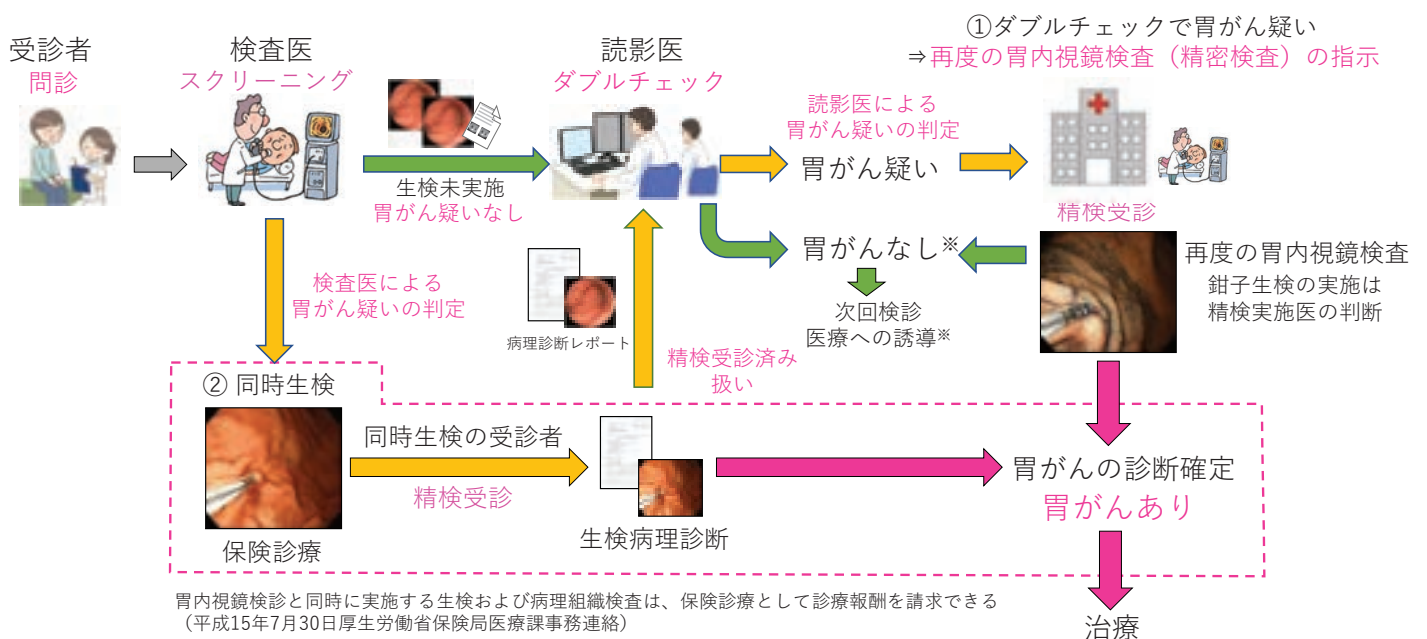 ①ダブルチェックで胃がん疑い
⇒再度の胃内視鏡検査（精密検査）の指示
受診者
問診
検査医
スクリーニング
読影医
ダブルチェック
生検未実施
胃がん疑いなし
読影医による
胃がん疑いの判定
胃がん疑い
精検受診
胃がんなし※
次回検診
医療への誘導※
再度の胃内視鏡検査
鉗子生検の実施は
精検実施医の判断
検査医による
胃がん疑いの判定
病理診断レポート
精検受診済み
扱い
② 同時生検
保険診療
同時生検の受診者
精検受診
生検病理診断
胃がんの診断確定
胃がんあり
治療
胃内視鏡検診と同時に実施する生検および病理組織検査は、保険診療として診療報酬を請求できる
（平成15年7月30日厚生労働省保険局医療課事務連絡）